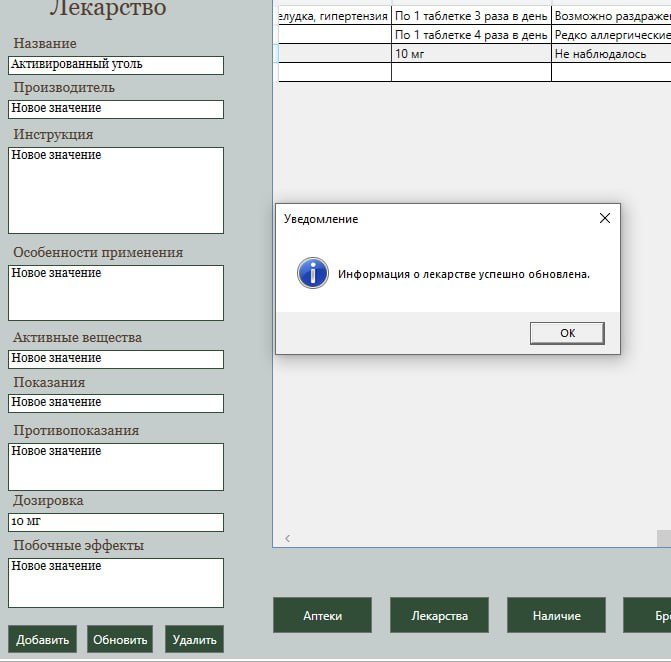 Лекарство
Название
Активированный уголь
Производитель
Новое значение
Инструкция
Новое значение
Особенности применения
Новое значение
Активные вещества
Новое значение
Показания
Новое значение
Противопоказания
Новое значение
Дозировка
10 мг
Побочные эффекты
Новое значение
Добавить Обновить Удалить
елудка, гипертензия По 1 таблетке 3 раза в день Возможно раздраже
По 1 таблетке 4 раза в день Редко аллергические
10 мг Не наблюдалось
Уведомление
Информация о лекарстве успешно обновлена.
ОК
Аптеки Лекарства Наличие Бро